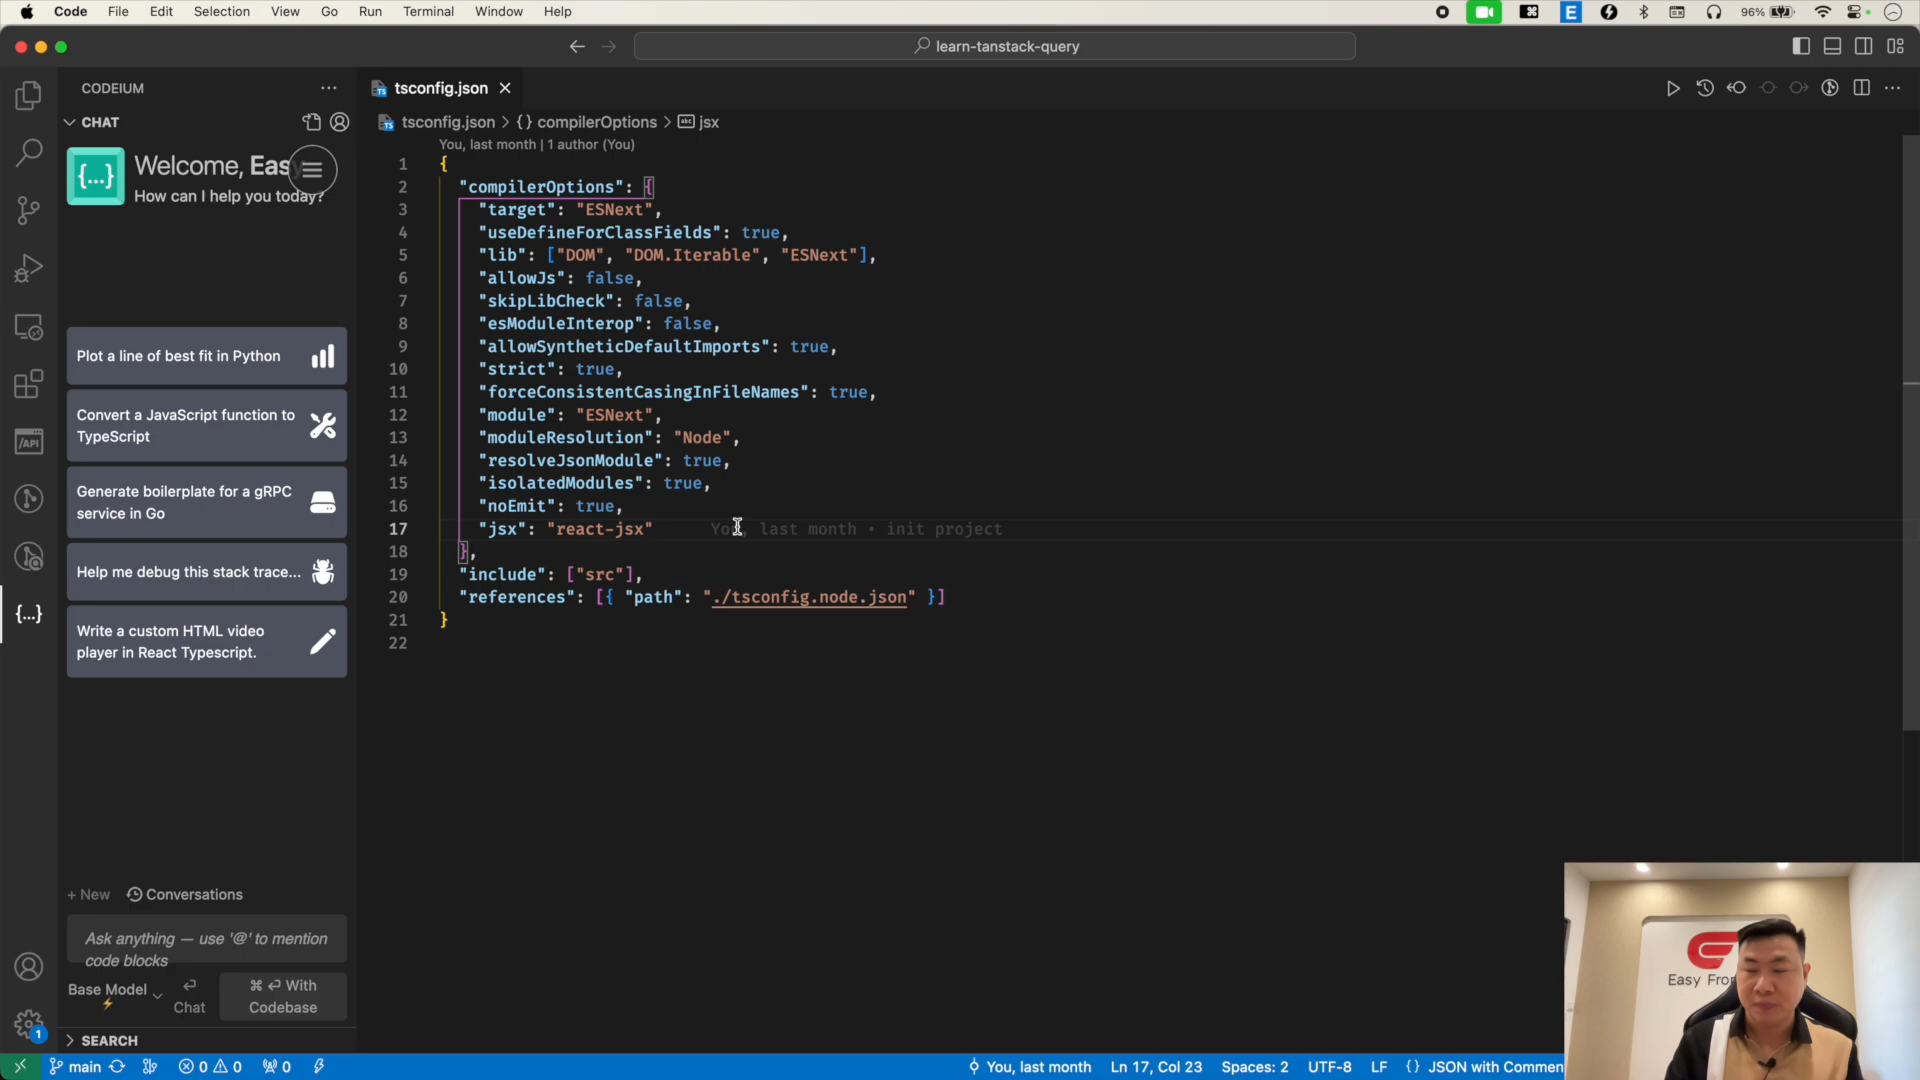 Code File Edit Selection View Go Run Terminal Window Help
E 96%
learn-tanstack-query
CODEIUM
CHAT
{...} Welcome, Easy
How can I help you today?
Plot a line of best fit in Python
Convert a JavaScript function to
TypeScript
Generate boilerplate for a gRPC
service in Go
Help me debug this stack trace...
Write a custom HTML video
player in React Typescript.
+ New Conversations
Ask anything — use '@' to mention
code blocks
Base Model
Chat
⌘ ⏎ With
Codebase
SEARCH
/API
{...}
1
TS tsconfig.json
TS tsconfig.json > {} compilerOptions > abc jsx
You, last month | 1 author (You)
1 {
2 "compilerOptions": {
3 "target": "ESNext",
4 "useDefineForClassFields": true,
5 "lib": ["DOM", "DOM.Iterable", "ESNext"],
6 "allowJs": false,
7 "skipLibCheck": false,
8 "esModuleInterop": false,
9 "allowSyntheticDefaultImports": true,
10 "strict": true,
11 "forceConsistentCasingInFileNames": true,
12 "module": "ESNext",
13 "moduleResolution": "Node",
14 "resolveJsonModule": true,
15 "isolatedModules": true,
16 "noEmit": true,
17 "jsx": "react-jsx" You, last month • init project
18 },
19 "include": ["src"],
20 "references": [{ "path": "./tsconfig.node.json" }]
21 }
22
Easy Fron
main 0 0 0 You, last month Ln 17, Col 23 Spaces: 2 UTF-8 LF {} JSON with Commen